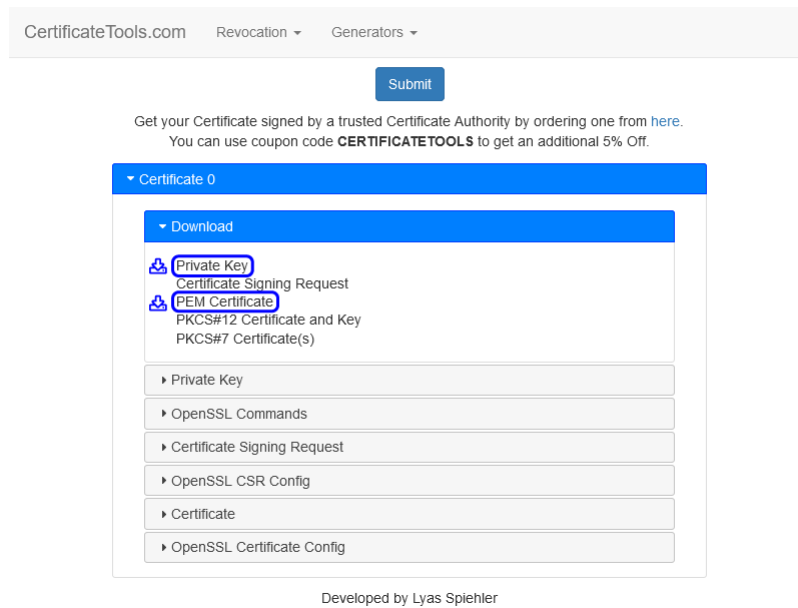 CertificateTools.com Revocation Generators
Submit
Get your Certificate signed by a trusted Certificate Authority by ordering one from here.
You can use coupon code CERTIFICATETOOLS to get an additional 5% Off.
Certificate 0
Download
Private Key
Certificate Signing Request
PEM Certificate
PKCS#12 Certificate and Key
PKCS#7 Certificate(s)
Private Key
OpenSSL Commands
Certificate Signing Request
OpenSSL CSR Config
Certificate
OpenSSL Certificate Config
Developed by Lyas Spiehler